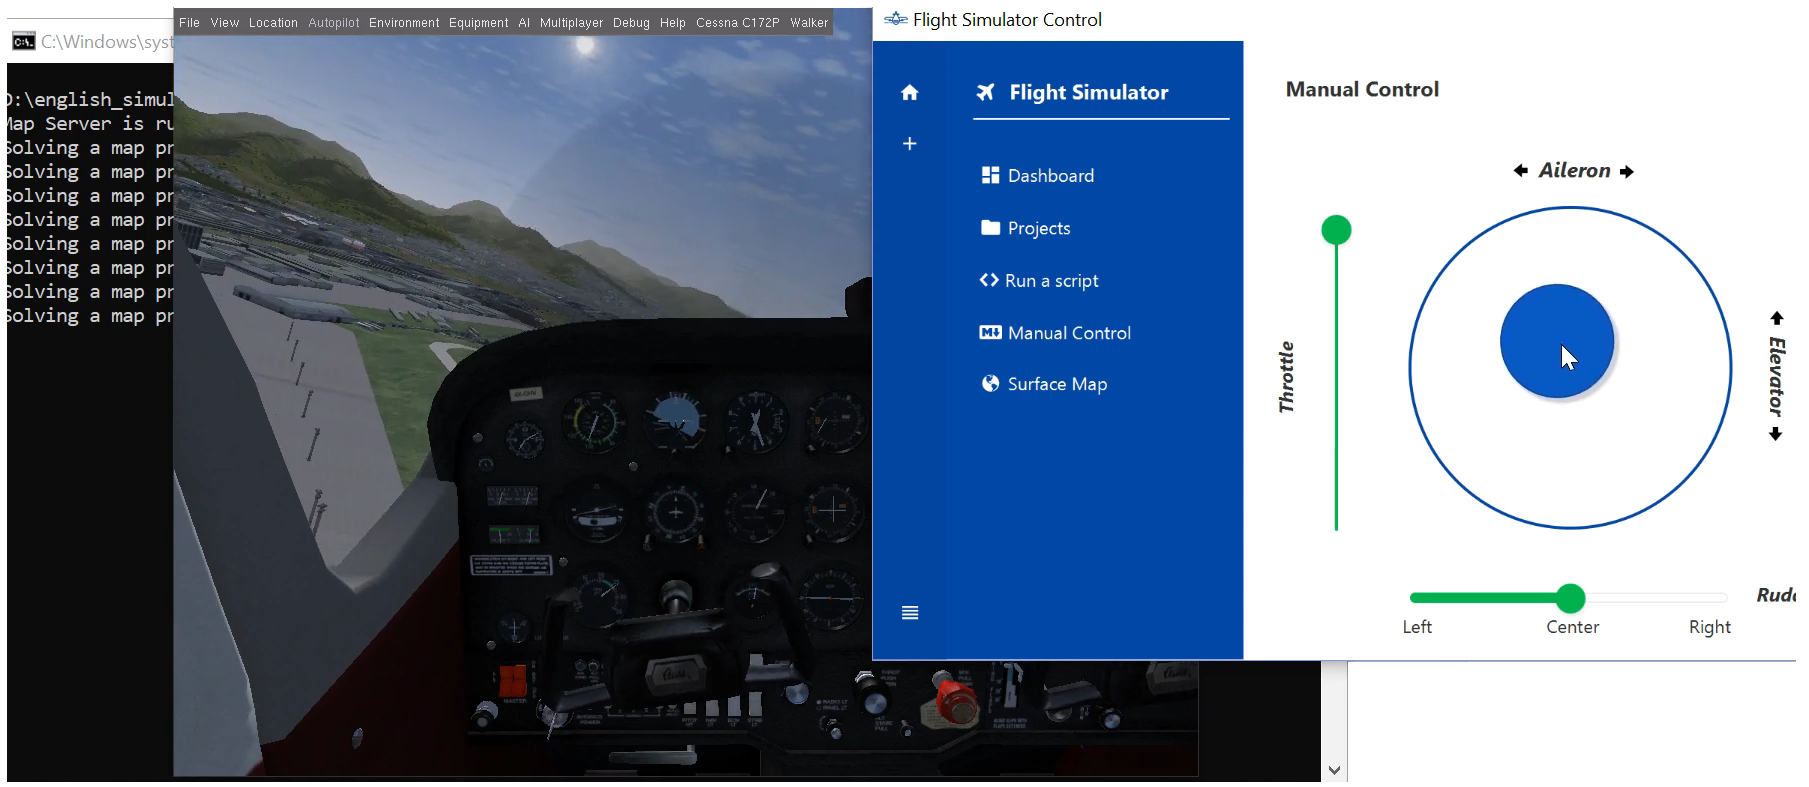 File View Location Autopilot Environment Equipment AI Multiplayer Debug Help Cessna C172P Walker
C:\Windows\syst
D:\english_simul
Map Server is ru
Solving a map pr
Solving a map pr
Solving a map pr
Solving a map pr
Solving a map pr
Solving a map pr
Solving a map pr
Solving a map pr
MASTER
Flight Simulator Control
Flight Simulator
Dashboard
Projects
Run a script
Manual Control
Surface Map
Manual Control
Aileron
Throttle
Elevator
Rudd
Left Center Right